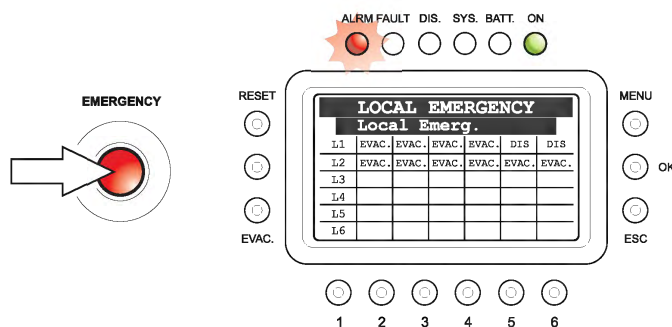 ALRM FAULT DIS. SYS. BATT. ON
EMERGENCY
RESET
MENU
LOCAL EMERGENCY
Local Emerg.
L1 EVAC. EVAC. EVAC. EVAC. DIS DIS
L2 EVAC. EVAC. EVAC. EVAC. EVAC. EVAC.
L3
L4
L5
L6
OK
EVAC.
ESC
1 2 3 4 5 6